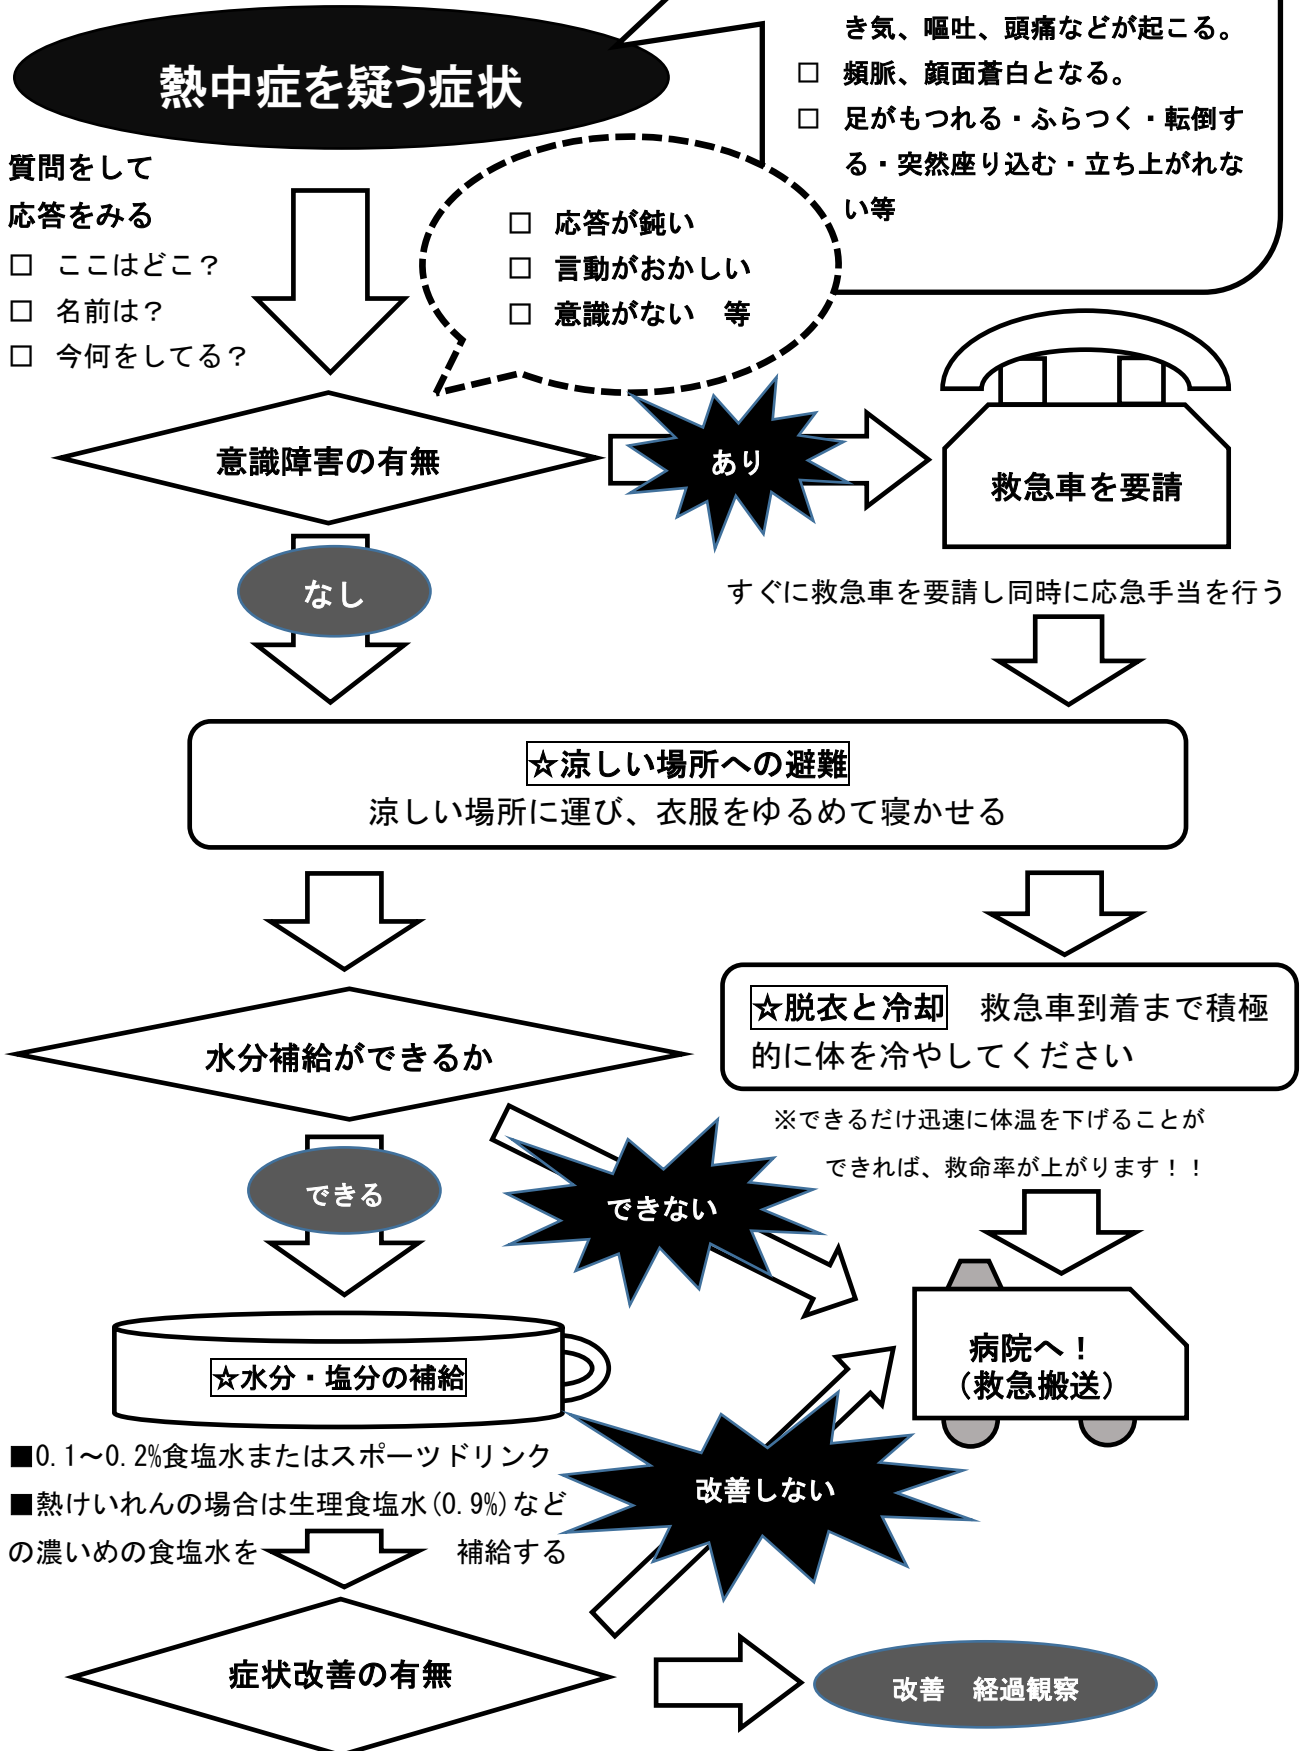 き気、嘔吐、頭痛などが起こる。
□ 頻脈、顔面蒼白となる。
□ 足がもつれる・ふらつく・転倒す
る・突然座り込む・立ち上がれな
い等
熱中症を疑う症状
質問をして
応答をみる
□ ここはどこ？
□ 名前は？
□ 今何をしてる？
□ 応答が鈍い
□ 言動がおかしい
□ 意識がない 等
意識障害の有無
あり
救急車を要請
なし
すぐに救急車を要請し同時に応急手当を行う
☆涼しい場所への避難
涼しい場所に運び、衣服をゆるめて寝かせる
水分補給ができるか
☆脱衣と冷却 救急車到着まで積極
的に体を冷やしてください
※できるだけ迅速に体温を下げることが
できれば、救命率が上がります！！
できる
できない
病院へ！
（救急搬送）
☆水分・塩分の補給
■0.1～0.2%食塩水またはスポーツドリンク
■熱けいれんの場合は生理食塩水(0.9%)など
の濃いめの食塩水を 補給する
改善しない
症状改善の有無
改善 経過観察